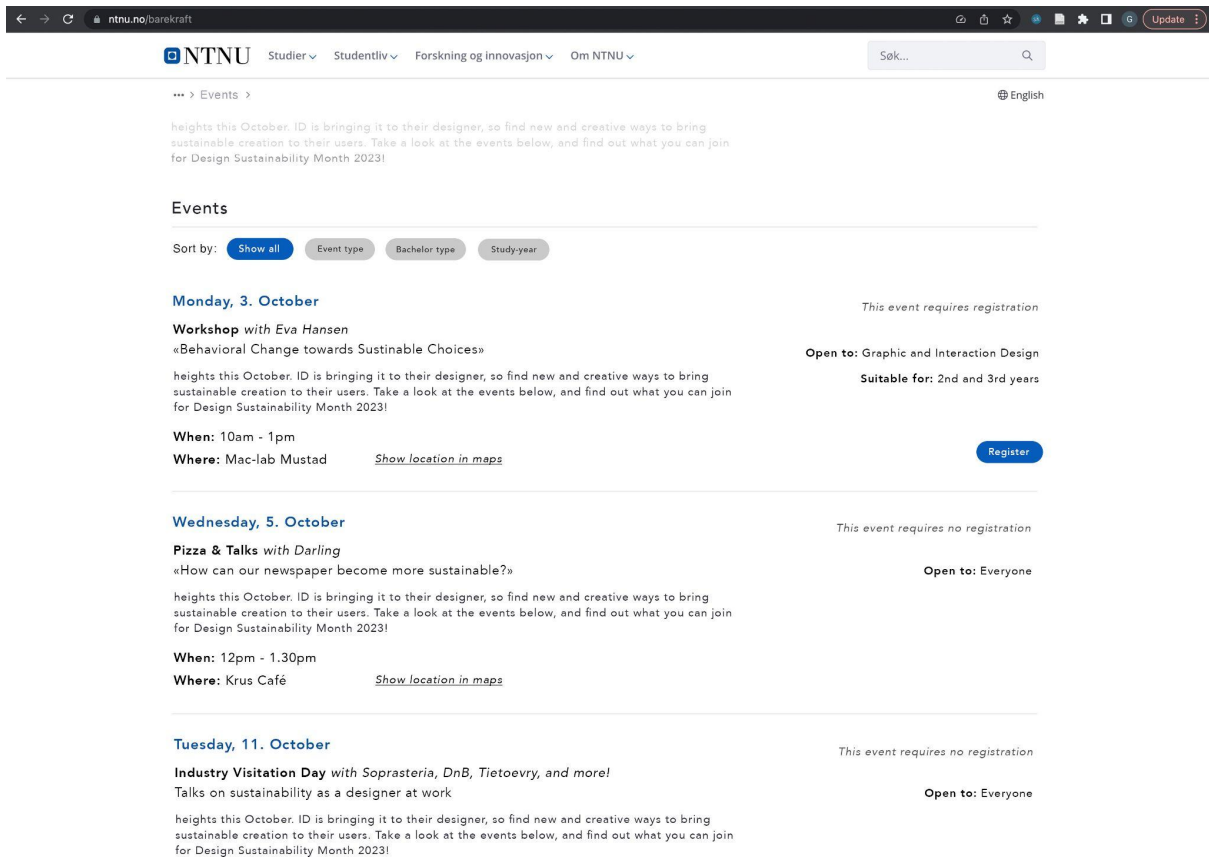 ntnu.no/barekraft
G
Update
NTNU Studier Studentliv Forskning og innovasjon Om NTNU Søk...
... > Events > English
heights this October. ID is bringing it to their designer, so find new and creative ways to bring
sustainable creation to their users. Take a look at the events below, and find out what you can join
for Design Sustainability Month 2023!
Events
Sort by: Show all Event type Bachelor type Study-year
Monday, 3. October
This event requires registration
Workshop with Eva Hansen
«Behavioral Change towards Sustinable Choices»
Open to: Graphic and Interaction Design
Suitable for: 2nd and 3rd years
heights this October. ID is bringing it to their designer, so find new and creative ways to bring
sustainable creation to their users. Take a look at the events below, and find out what you can join
for Design Sustainability Month 2023!
When: 10am - 1pm
Where: Mac-lab Mustad Show location in maps
Register
Wednesday, 5. October
This event requires no registration
Pizza & Talks with Darling
«How can our newspaper become more sustainable?»
Open to: Everyone
heights this October. ID is bringing it to their designer, so find new and creative ways to bring
sustainable creation to their users. Take a look at the events below, and find out what you can join
for Design Sustainability Month 2023!
When: 12pm - 1.30pm
Where: Krus Café Show location in maps
Tuesday, 11. October
This event requires no registration
Industry Visitation Day with Soprasteria, DnB, Tietoevry, and more!
Talks on sustainability as a designer at work
Open to: Everyone
heights this October. ID is bringing it to their designer, so find new and creative ways to bring
sustainable creation to their users. Take a look at the events below, and find out what you can join
for Design Sustainability Month 2023!